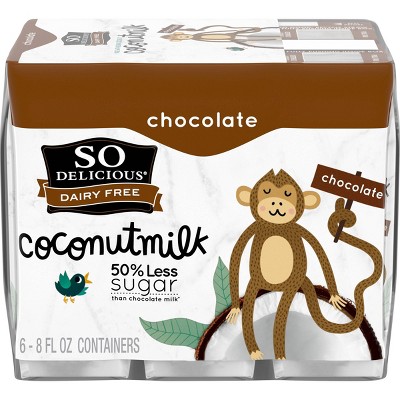 chocolate
SO
DELICIOUS®
DAIRY FREE
chocolate
coconutmilk
50% Less
sugar
than chocolate milk*
6 - 8 FL OZ CONTAINERS